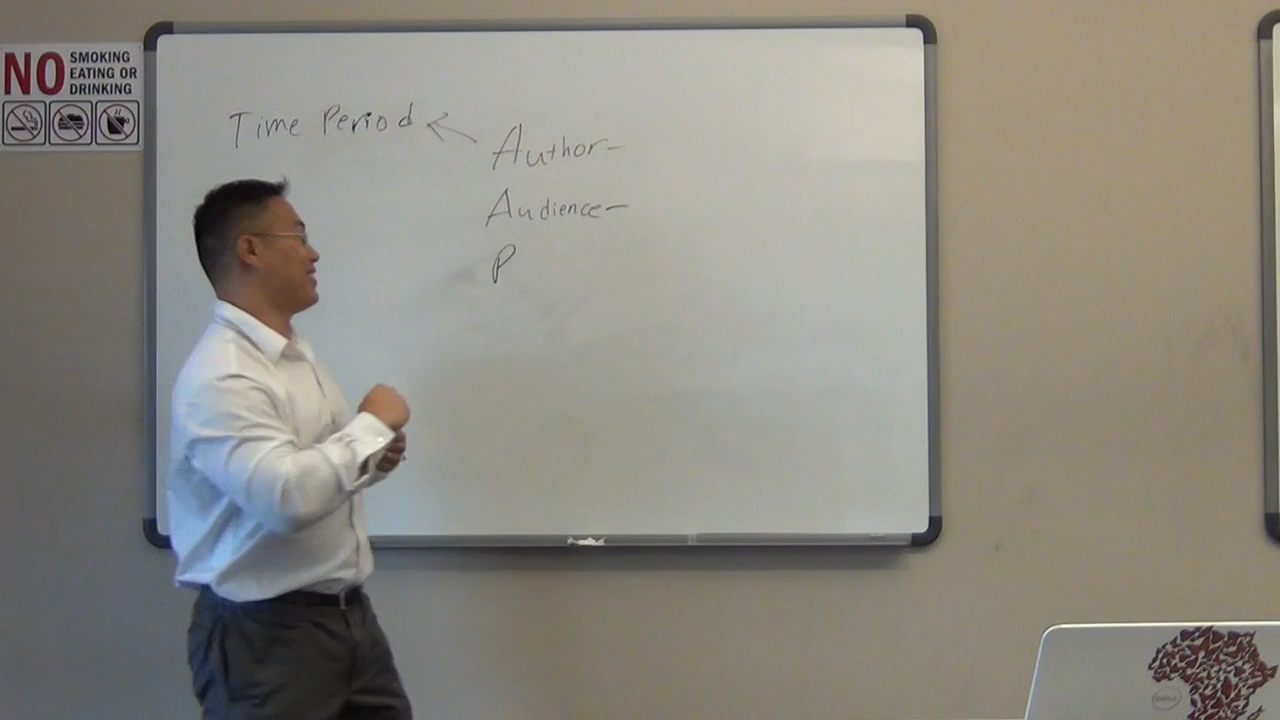 NO SMOKING
EATING OR
DRINKING
Time Period
Author-
Audience-
P